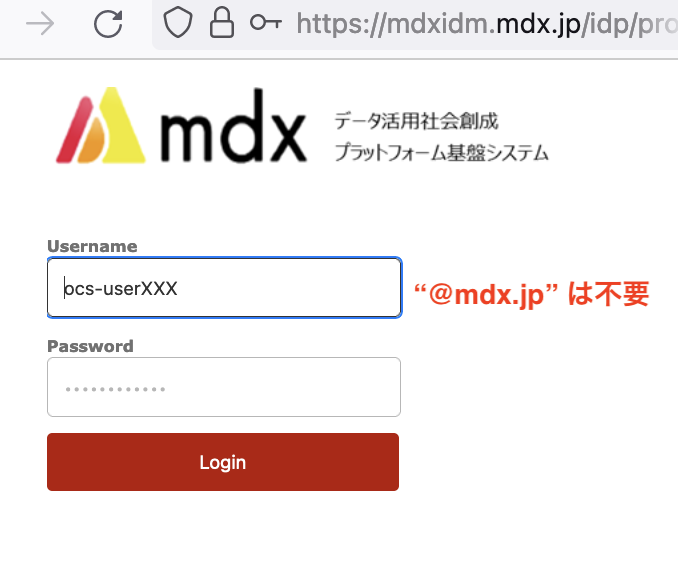 https://mdxidm.mdx.jp/idp/pro
mdx
データ活用社会創成
プラットフォーム基盤システム
Username
ocs-userXXX
“@mdx.jp” は不要
Password
••••••••••••
Login